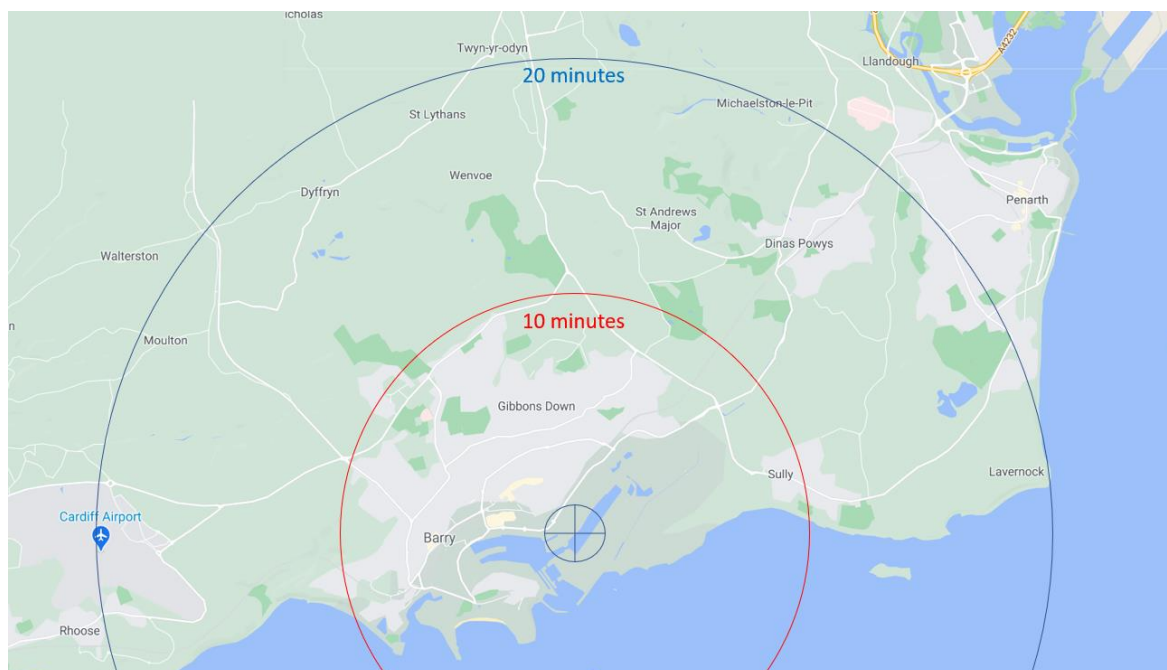 icholas
Twyn-yr-odyn
A4232
Llandough
20 minutes
Michaelston-le-Pit
St Lythans
Wenvoe
Dyffryn
Penarth
St Andrews
Major
Dinas Powys
Walterston
10 minutes
n
Moulton
Gibbons Down
Sully
Lavernock
Cardiff Airport
Barry
Rhoose